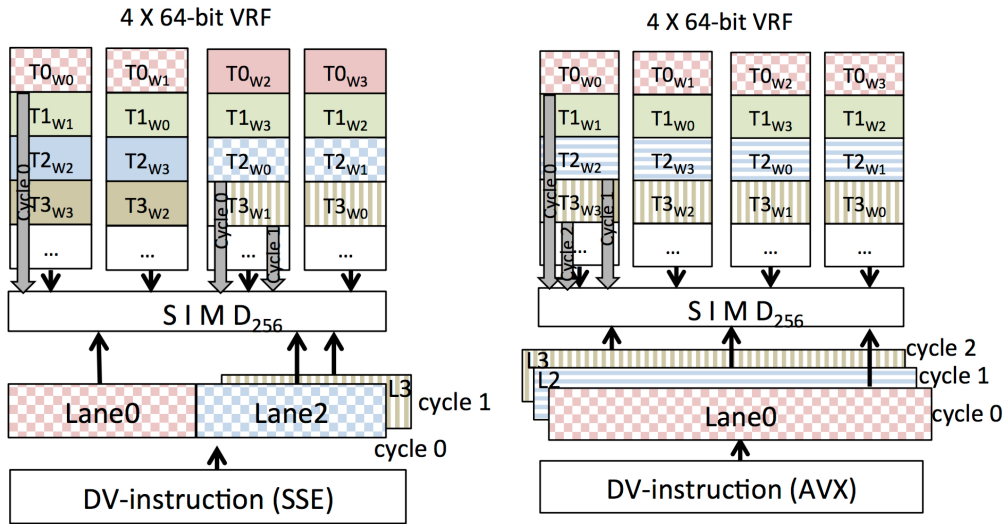 4 X 64-bit VRF
T0W0 T0W1 T0W2 T0W3
T1W1 T1W0 T1W3 T1W2
T2W2 T2W3 T2W0 T2W1
T3W3 T3W2 T3W1 T3W0
... ... ... ...
Cycle 0
Cycle 0
Cycle 1
S I M D256
L3
cycle 1
Lane0 Lane2
cycle 0
DV-instruction (SSE)
4 X 64-bit VRF
T0W0 T0W1 T0W2 T0W3
T1W1 T1W0 T1W3 T1W2
T2W2 T2W3 T2W0 T2W1
T3W3 T3W2 T3W1 T3W0
... ... ... ...
Cycle 0
Cycle 2
Cycle 1
S I M D256
L3 cycle 2
L2 cycle 1
Lane0 cycle 0
DV-instruction (AVX)